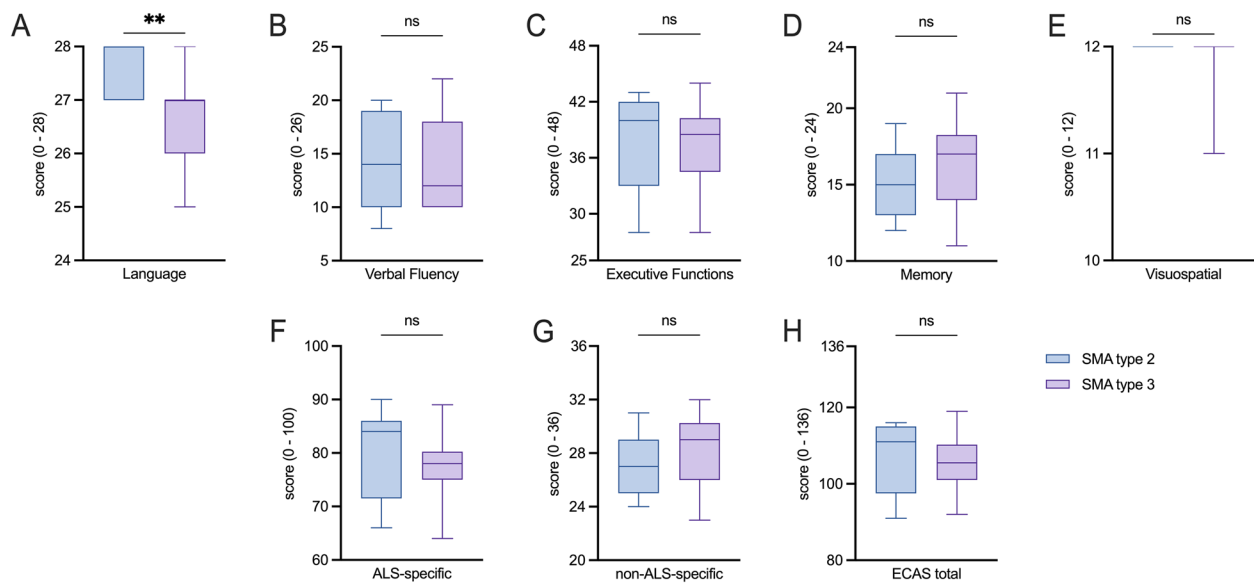 A
**
score (0 - 28)
28
27
26
25
24
Language
B
ns
score (0 - 26)
25
20
15
10
5
Verbal Fluency
C
ns
score (0 - 48)
48
42
36
30
25
Executive Functions
D
ns
score (0 - 24)
24
20
15
10
Memory
E
ns
score (0 - 12)
12
11
10
Visuospatial
F
ns
score (0 - 100)
100
90
80
70
60
ALS-specific
G
ns
score (0 - 36)
36
32
28
24
20
non-ALS-specific
H
ns
score (0 - 136)
136
120
100
80
ECAS total
SMA type 2
SMA type 3